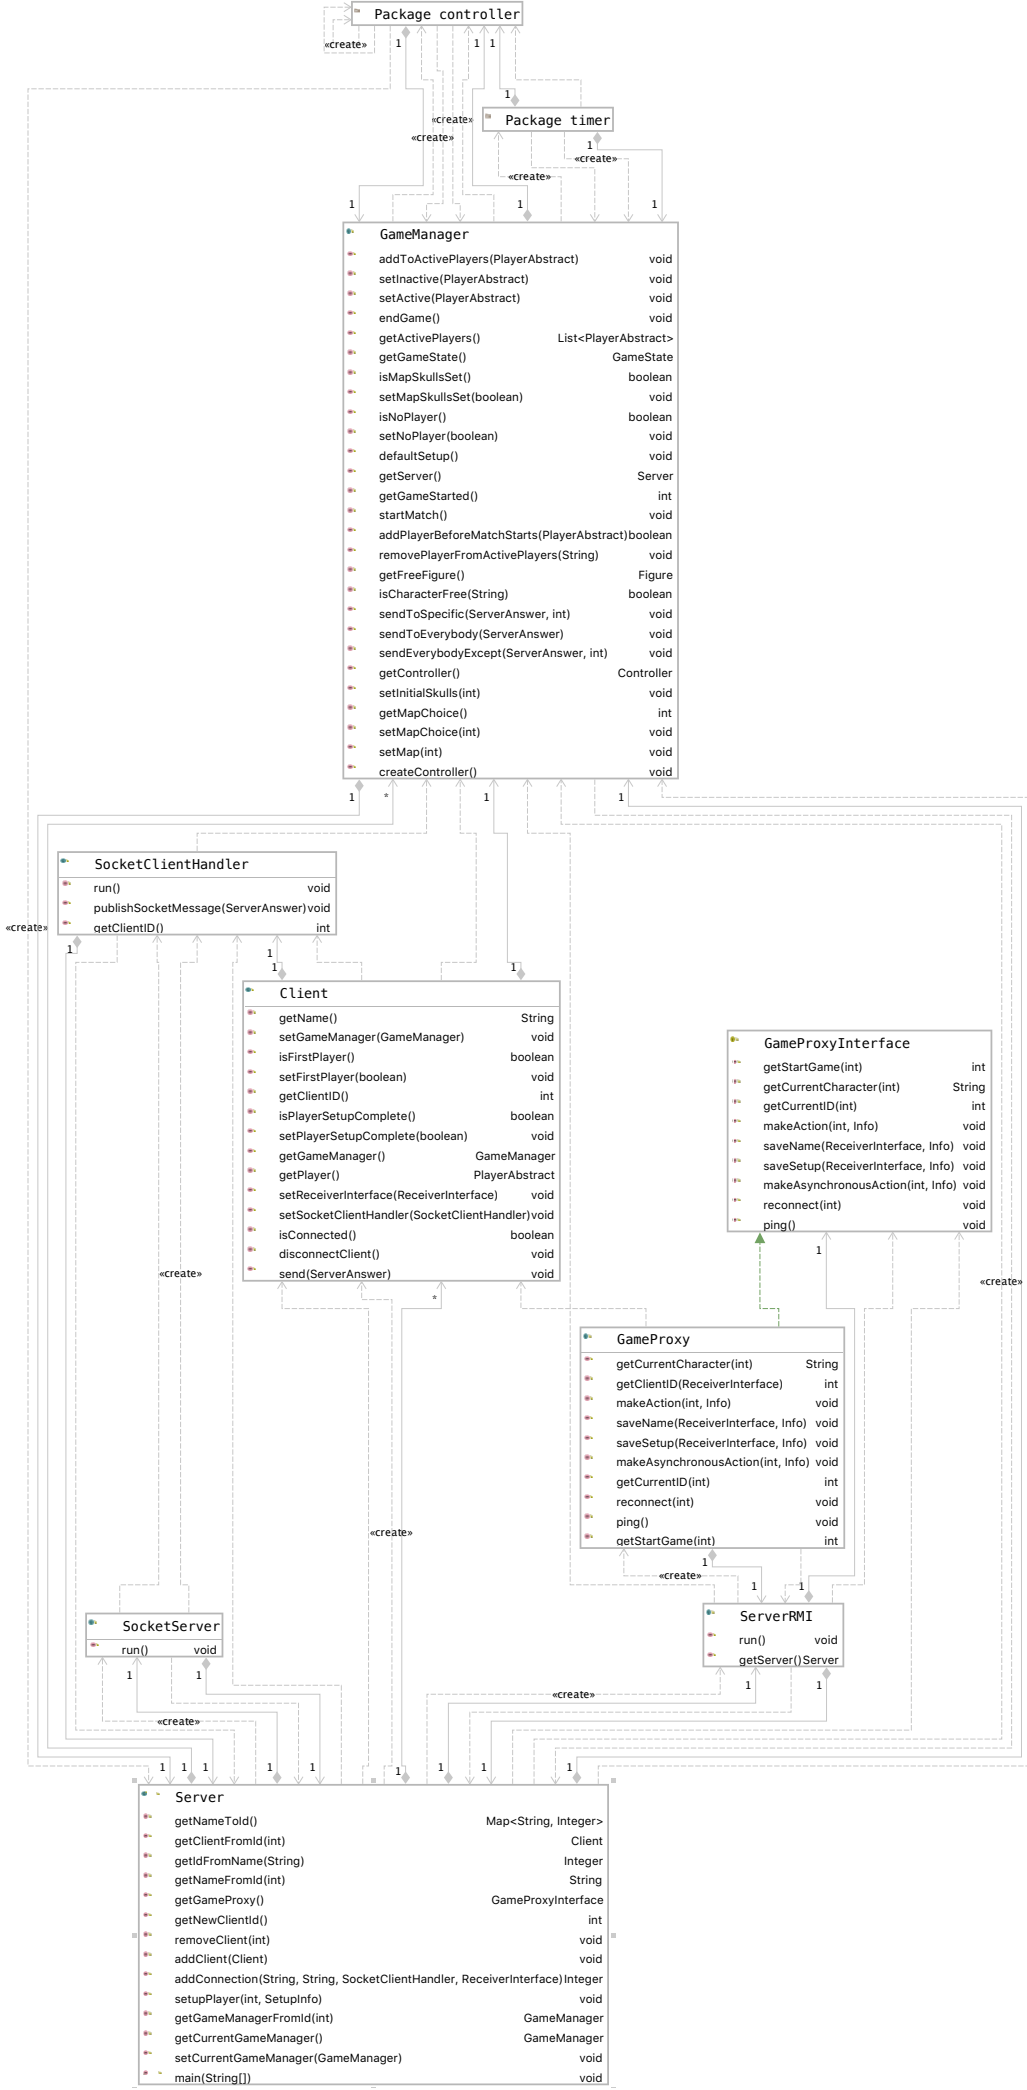 Package controller
«create»
1
1
1
1
Package timer
«create»
«create»
1
«create»
«create»
1
1
1
GameManager
addToActivePlayers(PlayerAbstract) void
setInactive(PlayerAbstract) void
setActive(PlayerAbstract) void
endGame() void
getActivePlayers() List<PlayerAbstract>
getGameState() GameState
isMapSkullsSet() boolean
setMapSkullsSet(boolean) void
isNoPlayer() boolean
setNoPlayer(boolean) void
defaultSetup() void
getServer() Server
getGameStarted() int
startMatch() void
addPlayerBeforeMatchStarts(PlayerAbstract) boolean
removePlayerFromActivePlayers(String) void
getFreeFigure() Figure
isCharacterFree(String) boolean
sendToSpecific(ServerAnswer, int) void
sendToEverybody(ServerAnswer) void
sendEverybodyExcept(ServerAnswer, int) void
getController() Controller
setInitialSkulls(int) void
getMapChoice() int
setMapChoice(int) void
setMap(int) void
createController() void
1 * 1 1
SocketClientHandler
run() void
publishSocketMessage(ServerAnswer) void
getClientID() int
«create»
1
1
1
1
Client
getName() String
setGameManager(GameManager) void
isFirstPlayer() boolean
setFirstPlayer(boolean) void
getClientID() int
isPlayerSetupComplete() boolean
setPlayerSetupComplete(boolean) void
getGameManager() GameManager
getPlayer() PlayerAbstract
setReceiverInterface(ReceiverInterface) void
setSocketClientHandler(SocketClientHandler) void
isConnected() boolean
disconnectClient() void
send(ServerAnswer) void
GameProxyInterface
getStartGame(int) int
getCurrentCharacter(int) String
getCurrentID(int) int
makeAction(int, Info) void
saveName(ReceiverInterface, Info) void
saveSetup(ReceiverInterface, Info) void
makeAsynchronousAction(int, Info) void
reconnect(int) void
ping() void
1
«create»
«create»
*
GameProxy
getCurrentCharacter(int) String
getClientID(ReceiverInterface) int
makeAction(int, Info) void
saveName(ReceiverInterface, Info) void
saveSetup(ReceiverInterface, Info) void
makeAsynchronousAction(int, Info) void
getCurrentID(int) int
reconnect(int) void
ping() void
getStartGame(int) int
«create»
1
«create»
1
1
SocketServer
run() void
ServerRMI
run() void
getServer() Server
1
1
1
1
«create»
«create»
1 1 1 1 1 1 1 1 1
Server
getNameToId() Map<String, Integer>
getClientFromId(int) Client
getIdFromName(String) Integer
getNameFromId(int) String
getGameProxy() GameProxyInterface
getNewClientId() int
removeClient(int) void
addClient(Client) void
addConnection(String, String, SocketClientHandler, ReceiverInterface) Integer
setupPlayer(int, SetupInfo) void
getGameManagerFromId(int) GameManager
getCurrentGameManager() GameManager
setCurrentGameManager(GameManager) void
main(String[]) void